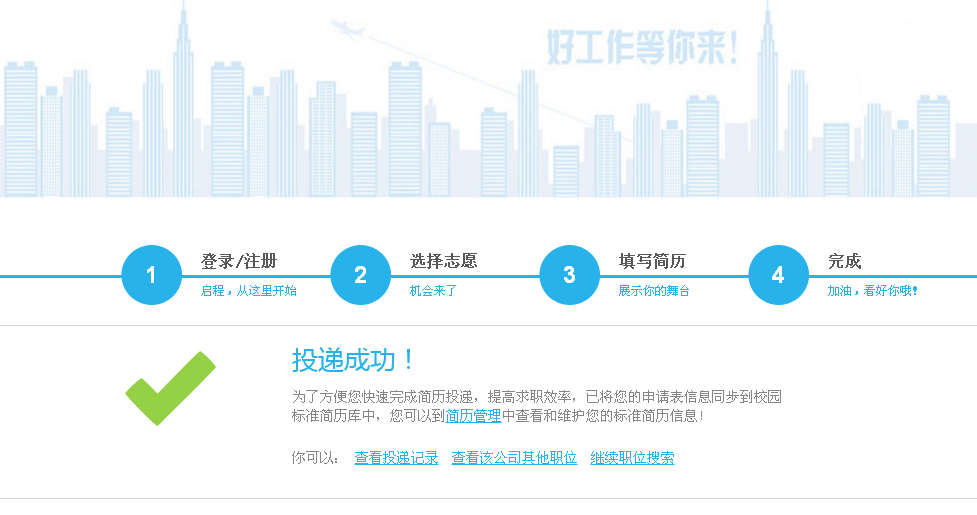 好工作等你来!
1 登录/注册 2 选择志愿 3 填写简历 4 完成
启程，从这里开始 机会来了 展示你的舞台 加油，看好你哦!
投递成功！
为了方便您快速完成简历投递，提高求职效率，已将您的申请表信息同步到校园
标准简历库中，您可以到简历管理中查看和维护您的标准简历信息！
你可以： 查看投递记录 查看该公司其他职位 继续职位搜索